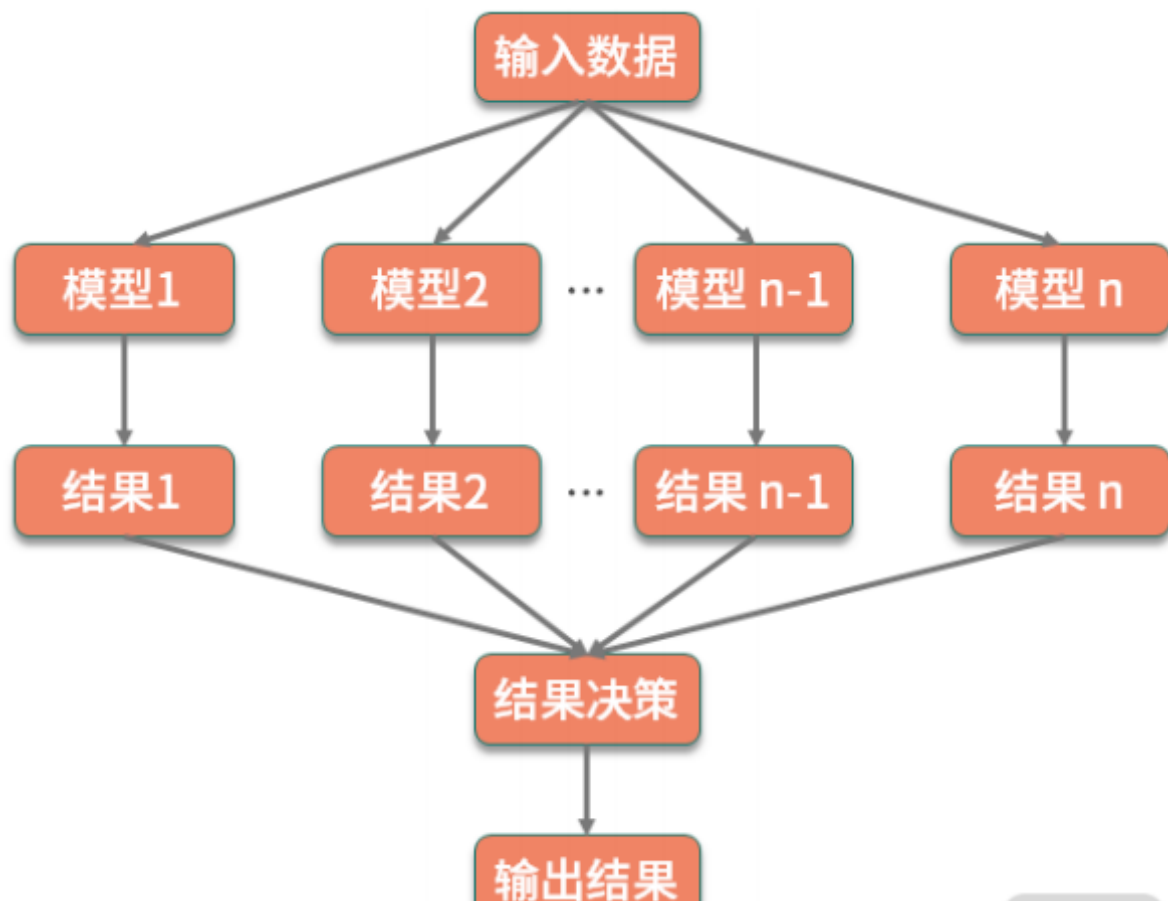 输入数据
模型1
模型2
...
模型 n-1
模型 n
结果1
结果2
...
结果 n-1
结果 n
结果决策
输出结果